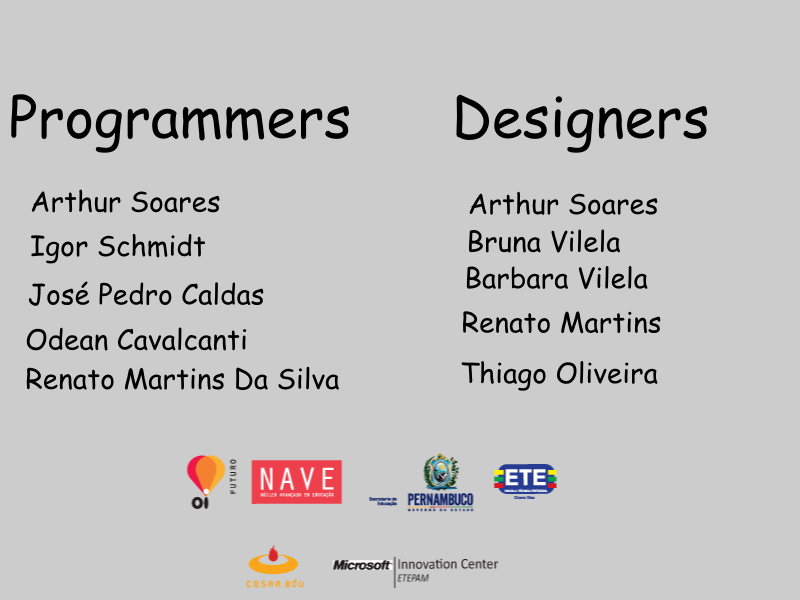 Programmers
Arthur Soares
Igor Schmidt
José Pedro Caldas
Odean Cavalcanti
Renato Martins Da Silva
Designers
Arthur Soares
Bruna Vilela
Barbara Vilela
Renato Martins
Thiago Oliveira
OI FUTURO
NAVE
NÚCLEO AVANÇADO EM EDUCAÇÃO
Secretaria de
Educação
PERNAMBUCO
GOVERNO DO ESTADO
ETE
cesar.edu
Microsoft Innovation Center
ETEPAM